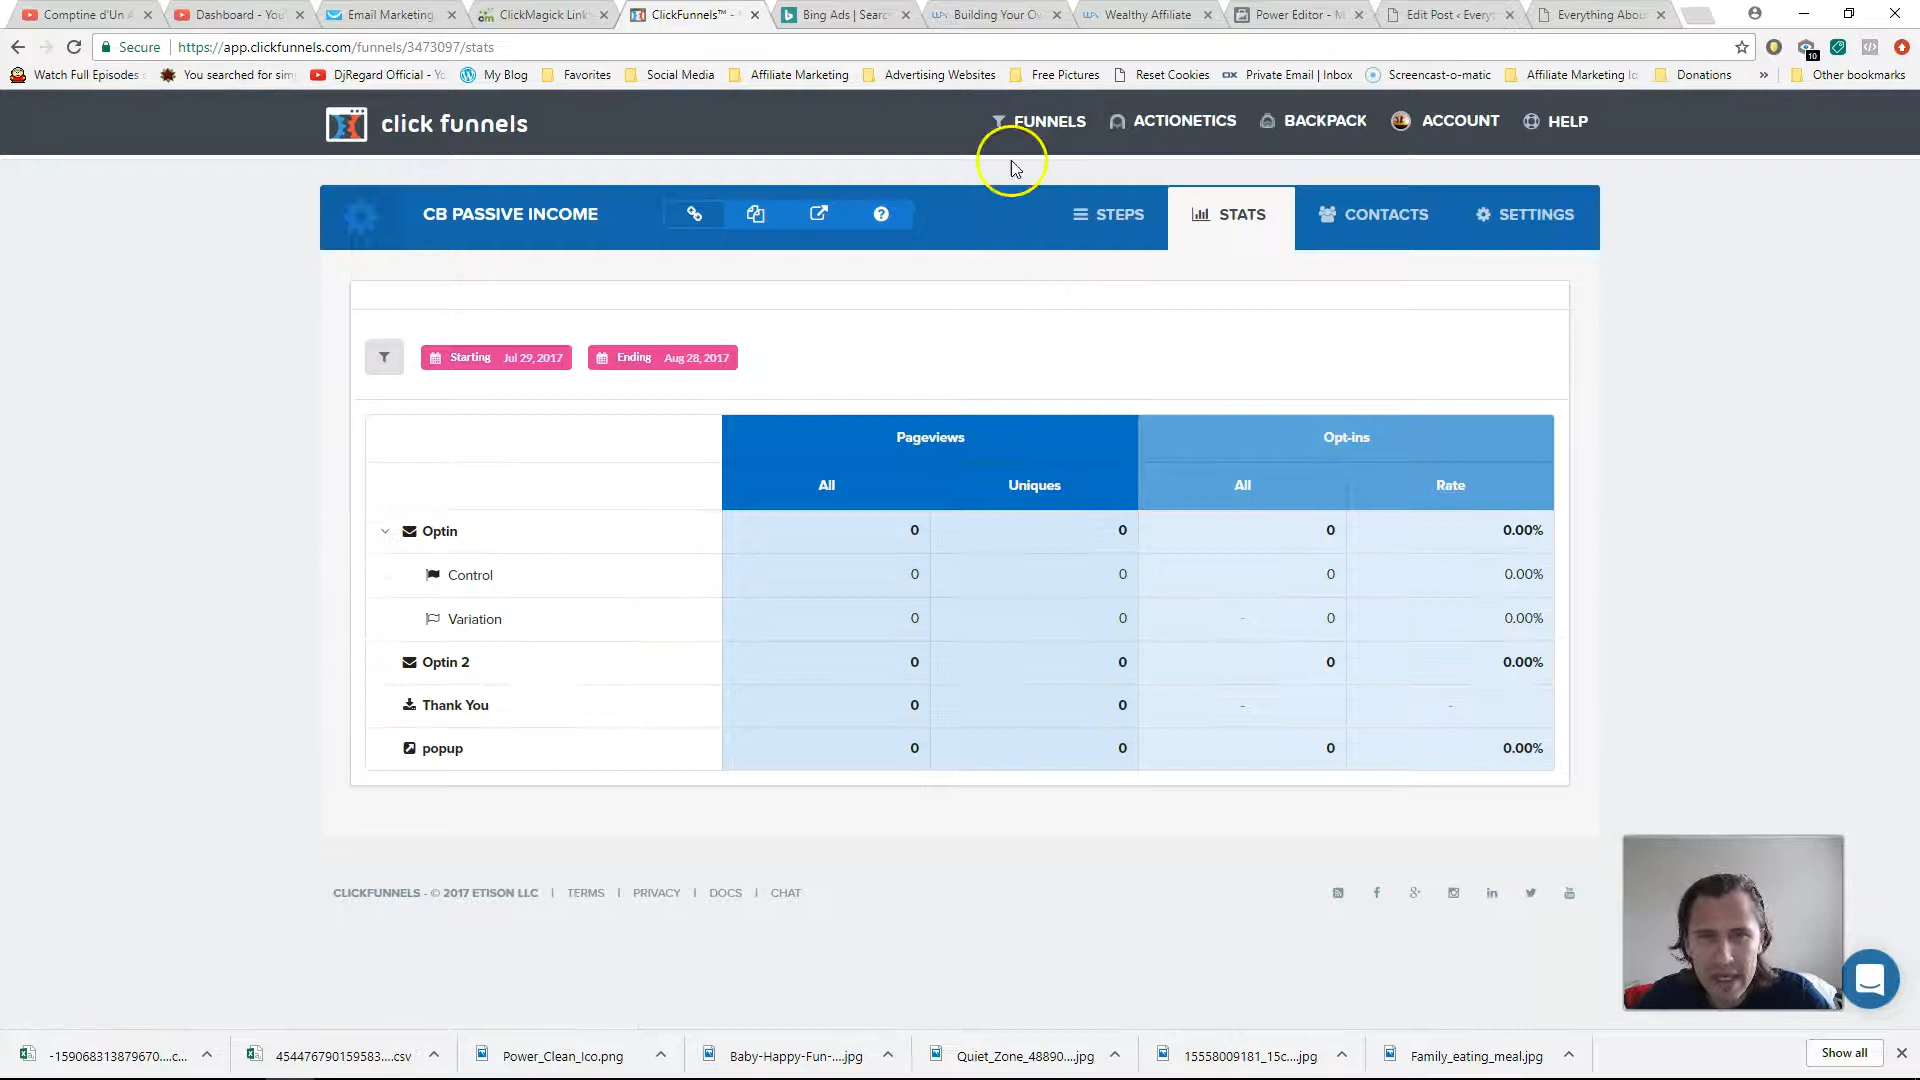 Comptine d'Un A
Dashboard - You
Email Marketing
ClickMagick Link
ClickFunnels™ -
Bing Ads | Searc
Building Your Ow
Wealthy Affiliate
Power Editor - M
Edit Post ‹ Everyt
Everything Abou
Secure
https://app.clickfunnels.com/funnels/3473097/stats
10
Watch Full Episodes
You searched for sim
DjRegard Official - Yo
My Blog
Favorites
Social Media
Affiliate Marketing
Advertising Websites
Free Pictures
Reset Cookies
OX Private Email | Inbox
Screencast-o-matic
Affiliate Marketing Ic
Donations
»
Other bookmarks
click funnels
FUNNELS
ACTIONETICS
BACKPACK
ACCOUNT
HELP
CB PASSIVE INCOME
STEPS
STATS
CONTACTS
SETTINGS
Starting Jul 29, 2017
Ending Aug 28, 2017
Pageviews Opt-ins
All Uniques All Rate
Optin 0 0 0 0.00%
Control 0 0 0 0.00%
Variation 0 0 - 0 0.00%
Optin 2 0 0 0 0.00%
Thank You 0 0 - -
popup 0 0 0 0.00%
CLICKFUNNELS - © 2017 ETISON LLC | TERMS | PRIVACY | DOCS | CHAT
-159068313879670....c...
454476790159583....csv
Power_Clean_Ico.png
Baby-Happy-Fun-....jpg
Quiet_Zone_48890....jpg
15558009181_15c....jpg
Family_eating_meal.jpg
Show all